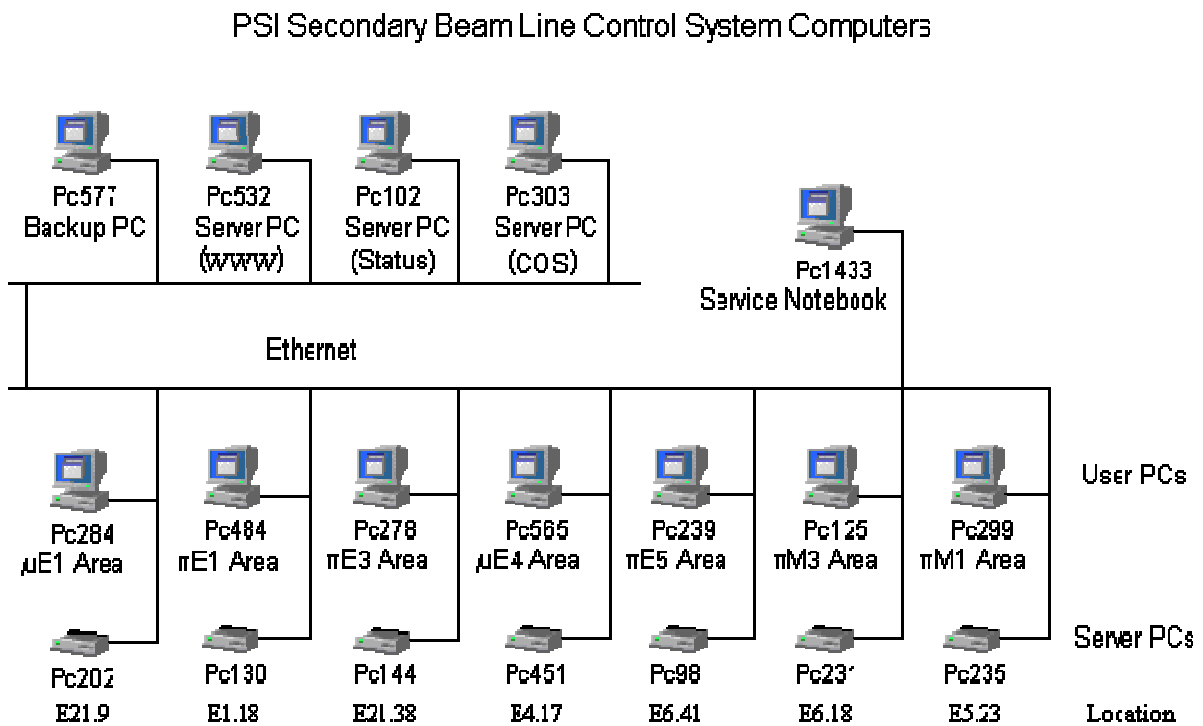 PSI Secondary Beam Line Control System Computers
Pc577 Pc532 Pc102 Pc303
Backup PC Server PC Server PC Server PC
(WWW) (Status) (COS)
Pc1433
Service Notebook
Ethernet
User PCs
Pc284 Pc484 Pc278 Pc565 Pc239 Pc125 Pc299
µE1 Area πE1 Area πE3 Area µE4 Area πE5 Area πM3 Area πM1 Area
Server PCs
Pc202 Pc130 Pc144 Pc451 Pc98 Pc231 Pc235
E21.9 E1.18 E21.38 E4.17 E6.41 E6.18 E5.23 Location